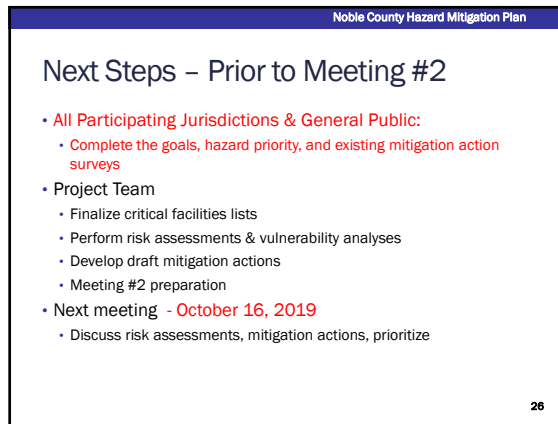 Noble County Hazard Mitigation Plan
Next Steps – Prior to Meeting #2
• All Participating Jurisdictions & General Public:
• Complete the goals, hazard priority, and existing mitigation action
surveys
• Project Team
• Finalize critical facilities lists
• Perform risk assessments & vulnerability analyses
• Develop draft mitigation actions
• Meeting #2 preparation
• Next meeting - October 16, 2019
• Discuss risk assessments, mitigation actions, prioritize
26